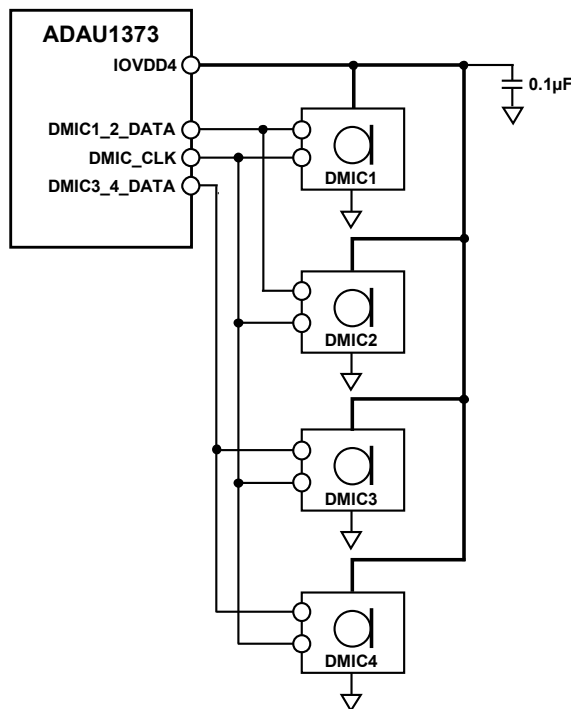 ADAU1373
IOVDD4
0.1µF
DMIC1_2_DATA
DMIC_CLK
DMIC3_4_DATA
DMIC1
DMIC2
DMIC3
DMIC4